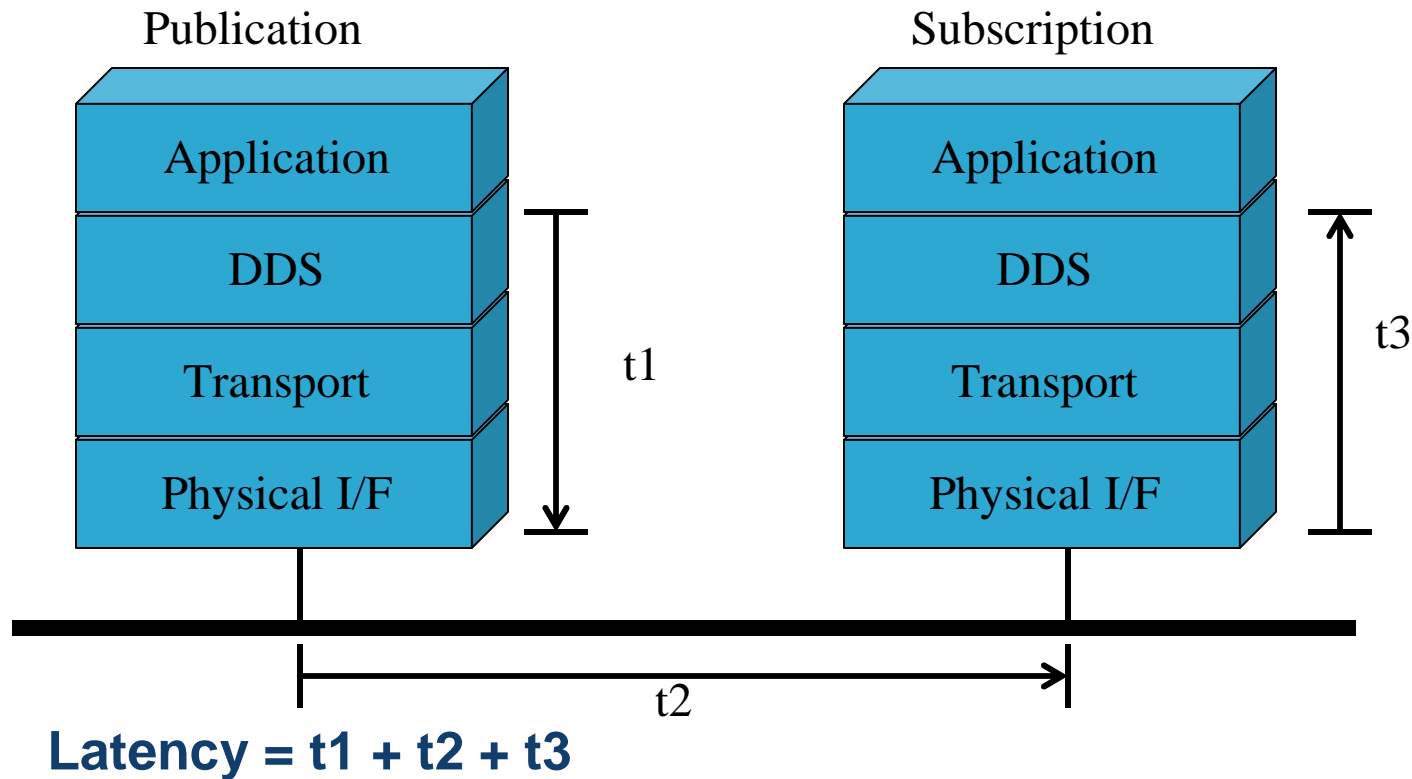 Publication
Subscription
Application
Application
DDS
DDS
t1
t3
Transport
Transport
Physical I/F
Physical I/F
t2
Latency = t1 + t2 + t3